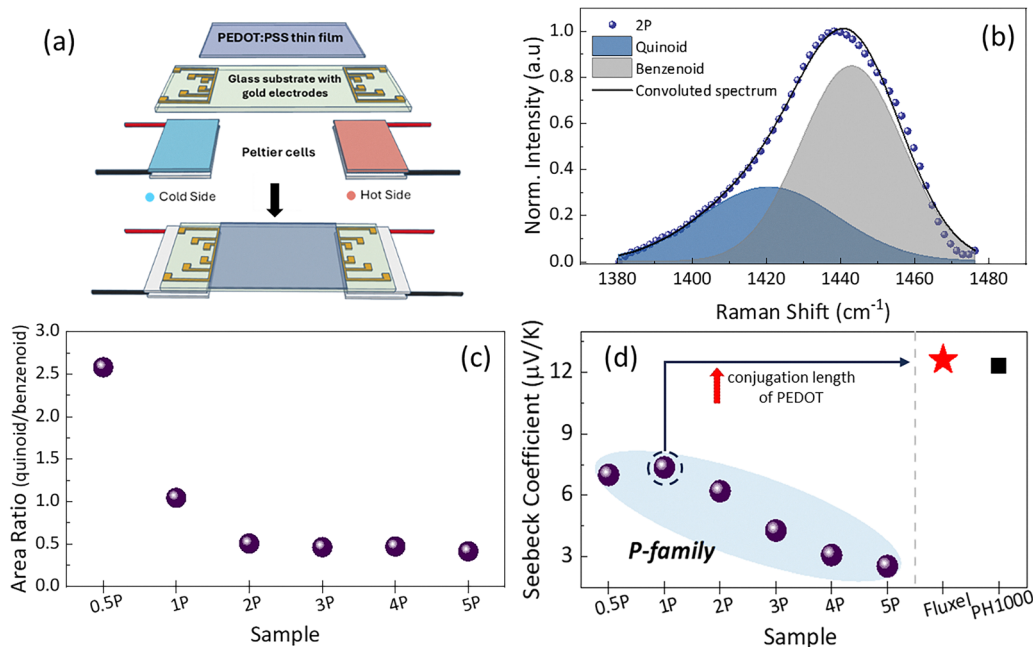 (a)
PEDOT:PSS thin film
Glass substrate with
gold electrodes
Peltier cells
Cold Side
Hot Side
(b)
2P
Quinoid
Benzenoid
Convoluted spectrum
Norm. Intensity (a.u)
1.0
0.8
0.6
0.4
0.2
0.0
1380 1400 1420 1440 1460 1480
Raman Shift (cm⁻¹)
(c)
Area Ratio (quinoid/benzenoid)
3.0
2.5
2.0
1.5
1.0
0.5
0.0
0.5P 1P 2P 3P 4P 5P
Sample
(d)
Seebeck Coefficient (µV/K)
12
9
6
3
conjugation length
of PEDOT
P-family
0.5P 1P 2P 3P 4P 5P Fluxel PH1000
Sample